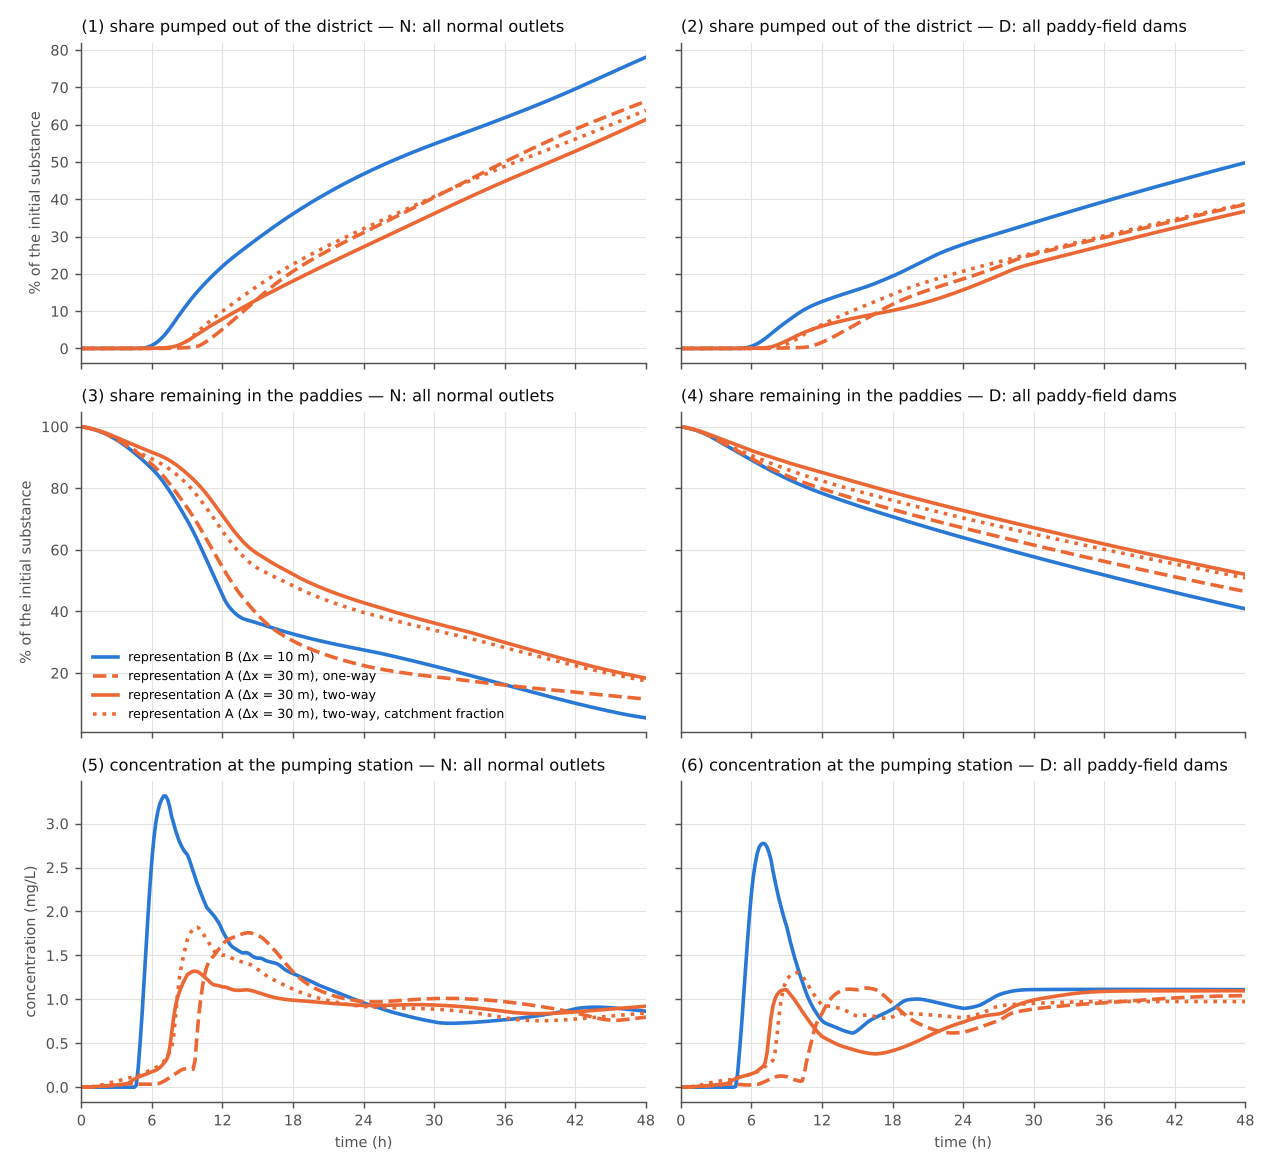 (1) share pumped out of the district — N: all normal outlets
(2) share pumped out of the district — D: all paddy-field dams
80
70
60
50
40
30
20
10
0
% of the initial substance
(3) share remaining in the paddies — N: all normal outlets
(4) share remaining in the paddies — D: all paddy-field dams
100
80
60
40
20
% of the initial substance
representation B (Δx = 10 m)
representation A (Δx = 30 m), one-way
representation A (Δx = 30 m), two-way
representation A (Δx = 30 m), two-way, catchment fraction
(5) concentration at the pumping station — N: all normal outlets
(6) concentration at the pumping station — D: all paddy-field dams
3.0
2.5
2.0
1.5
1.0
0.5
0.0
concentration (mg/L)
0 6 12 18 24 30 36 42 48
0 6 12 18 24 30 36 42 48
time (h)
time (h)